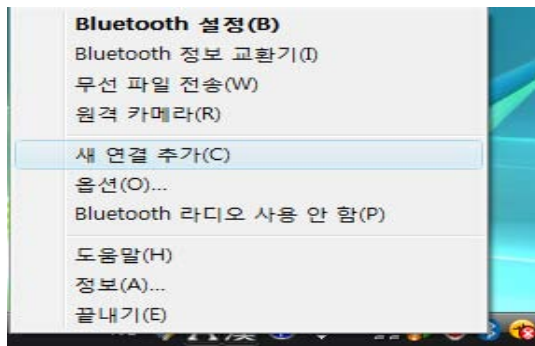 Bluetooth 설정(B)
Bluetooth 정보 교환기(I)
무선 파일 전송(W)
원격 카메라(R)
새 연결 추가(C)
옵션(O)...
Bluetooth 라디오 사용 안 함(P)
도움말(H)
정보(A)...
끝내기(E)